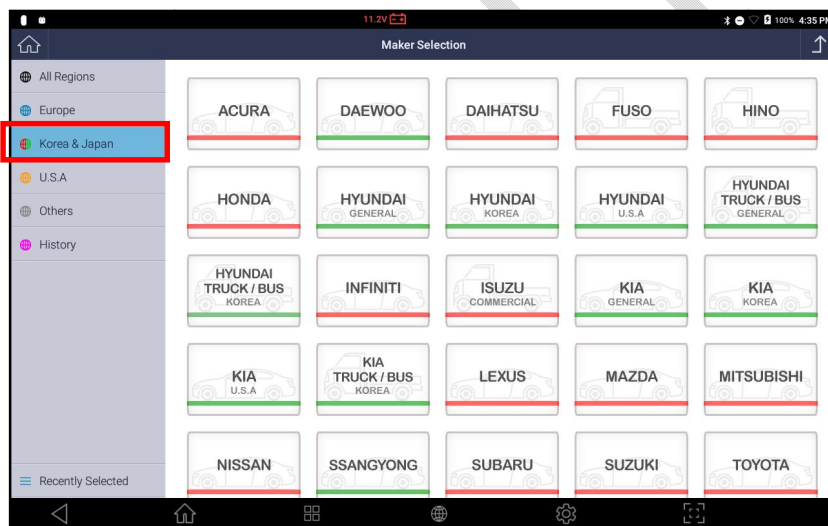 11.2V
100% 4:35 PM
Maker Selection
All Regions
Europe
Korea & Japan
U.S.A
Others
History
Recently Selected
ACURA
DAEWOO
DAIHATSU
FUSO
HINO
HONDA
HYUNDAI
GENERAL
HYUNDAI
KOREA
HYUNDAI
U.S.A
HYUNDAI
TRUCK / BUS
GENERAL
HYUNDAI
TRUCK / BUS
KOREA
INFINITI
ISUZU
COMMERCIAL
KIA
GENERAL
KIA
KOREA
KIA
U.S.A
KIA
TRUCK / BUS
KOREA
LEXUS
MAZDA
MITSUBISHI
NISSAN
SSANGYONG
SUBARU
SUZUKI
TOYOTA